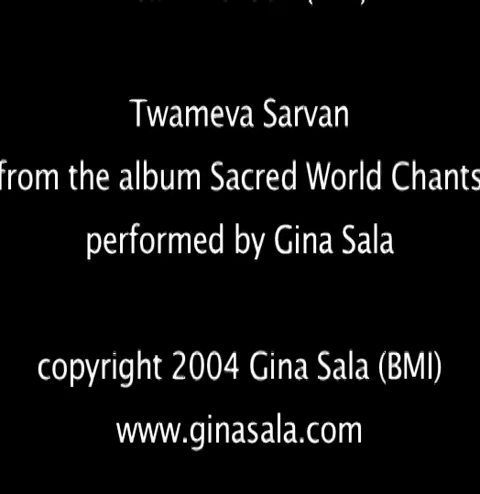 Twameva Sarvan
from the album Sacred World Chants
performed by Gina Sala
copyright 2004 Gina Sala (BMI)
www.ginasala.com